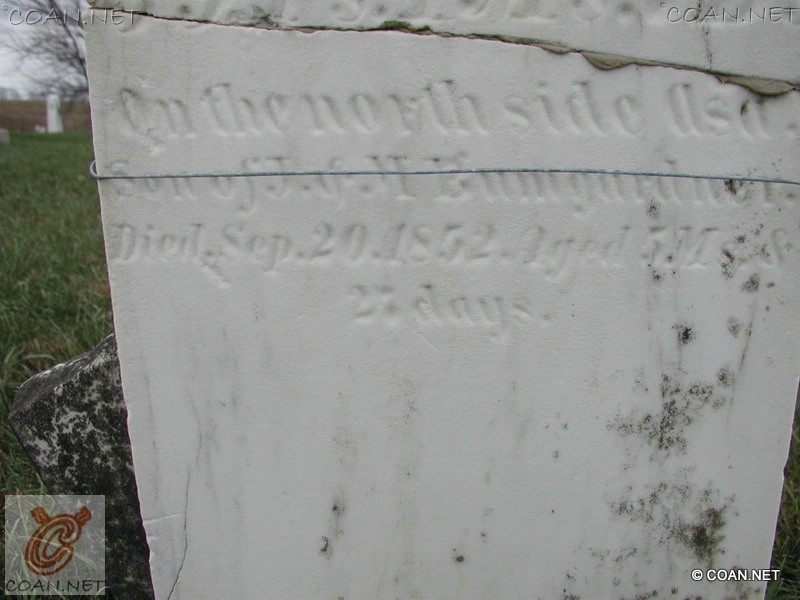 COAN.NET COAN.NET
On the north side Asa.
Son of J. & M Bumgardner.
Died Sep. 20. 1852. Aged 5 Ms &
days.
COAN.NET
© COAN.NET